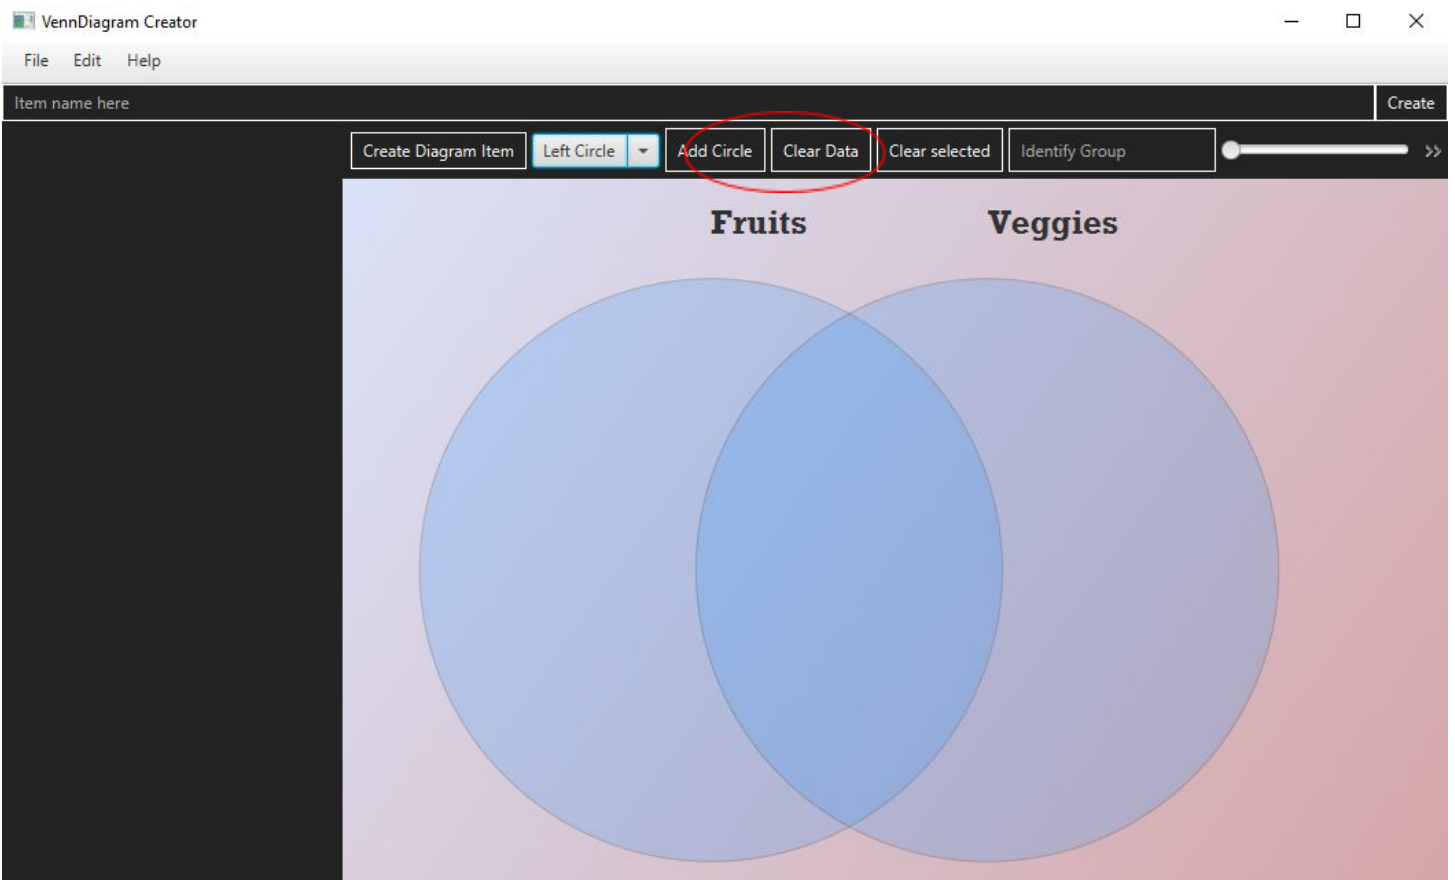 VennDiagram Creator
File Edit Help
Item name here Create
Create Diagram Item Left Circle Add Circle Clear Data Clear selected Identify Group >>
Fruits Veggies